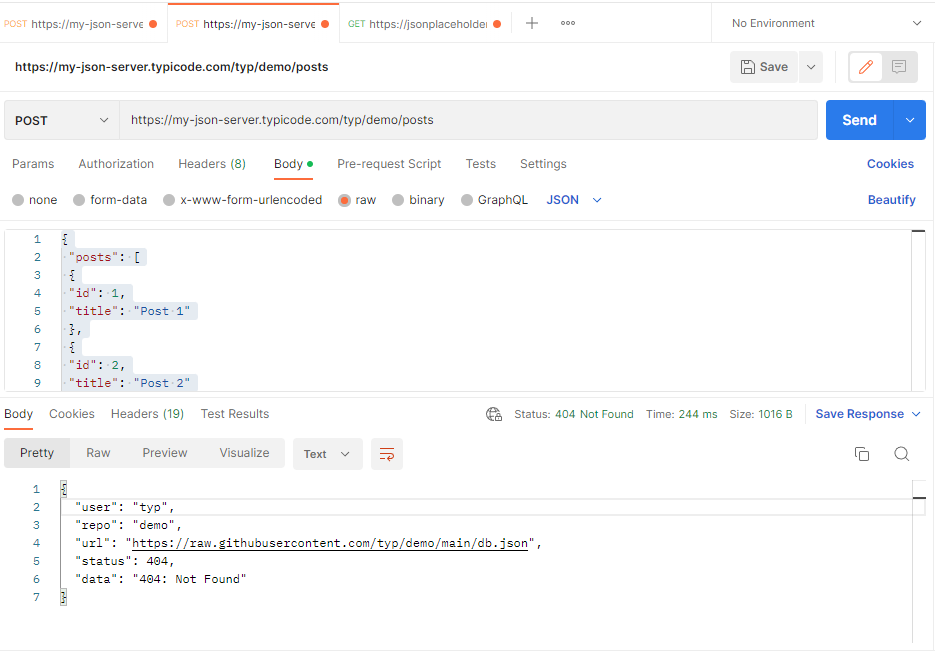 POST https://my-json-serve POST https://my-json-serve GET https://jsonplaceholder No Environment
https://my-json-server.typicode.com/typ/demo/posts Save
POST https://my-json-server.typicode.com/typ/demo/posts Send
Params Authorization Headers (8) Body Pre-request Script Tests Settings Cookies
none form-data x-www-form-urlencoded raw binary GraphQL JSON Beautify
1 {
2 "posts": [
3 {
4 "id": 1,
5 "title": "Post 1"
6 },
7 {
8 "id": 2,
9 "title": "Post 2"
Body Cookies Headers (19) Test Results Status: 404 Not Found Time: 244 ms Size: 1016 B Save Response
Pretty Raw Preview Visualize Text
1 {
2 "user": "typ",
3 "repo": "demo",
4 "url": "https://raw.githubusercontent.com/typ/demo/main/db.json",
5 "status": 404,
6 "data": "404: Not Found"
7 }